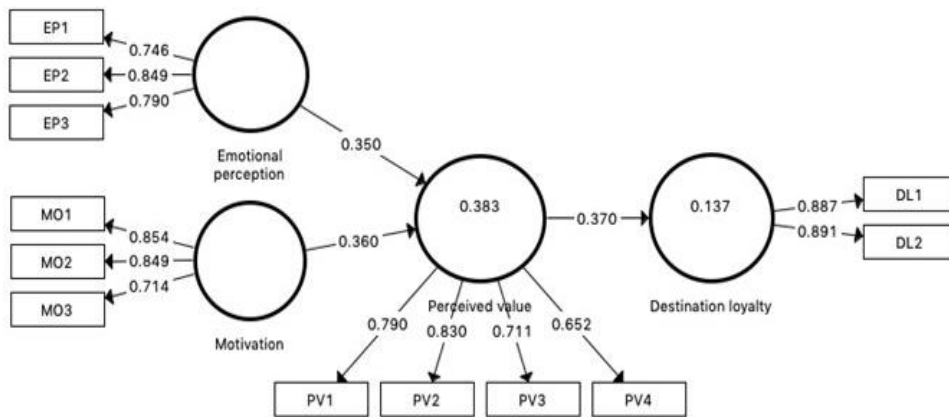 EP1
0.746
EP2
0.849
EP3
0.790
Emotional
perception
0.350
MO1
0.854
MO2
0.849
MO3
0.714
Motivation
0.360
0.383
Perceived value
0.370
0.137
Destination loyalty
0.887
DL1
0.891
DL2
0.790
0.830
0.711
0.652
PV1
PV2
PV3
PV4